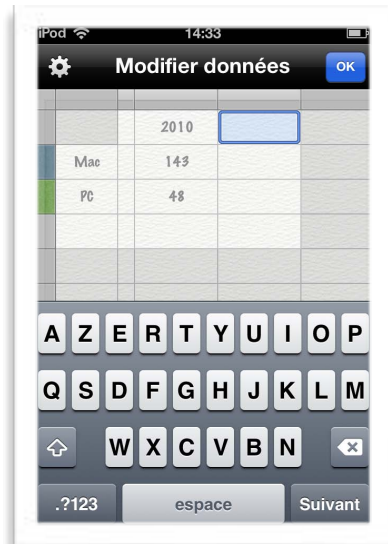 iPod 14:33
Modifier données OK
2010
Mac 143
PC 48
A Z E R T Y U I O P
Q S D F G H J K L M
W X C V B N
.?123 espace Suivant